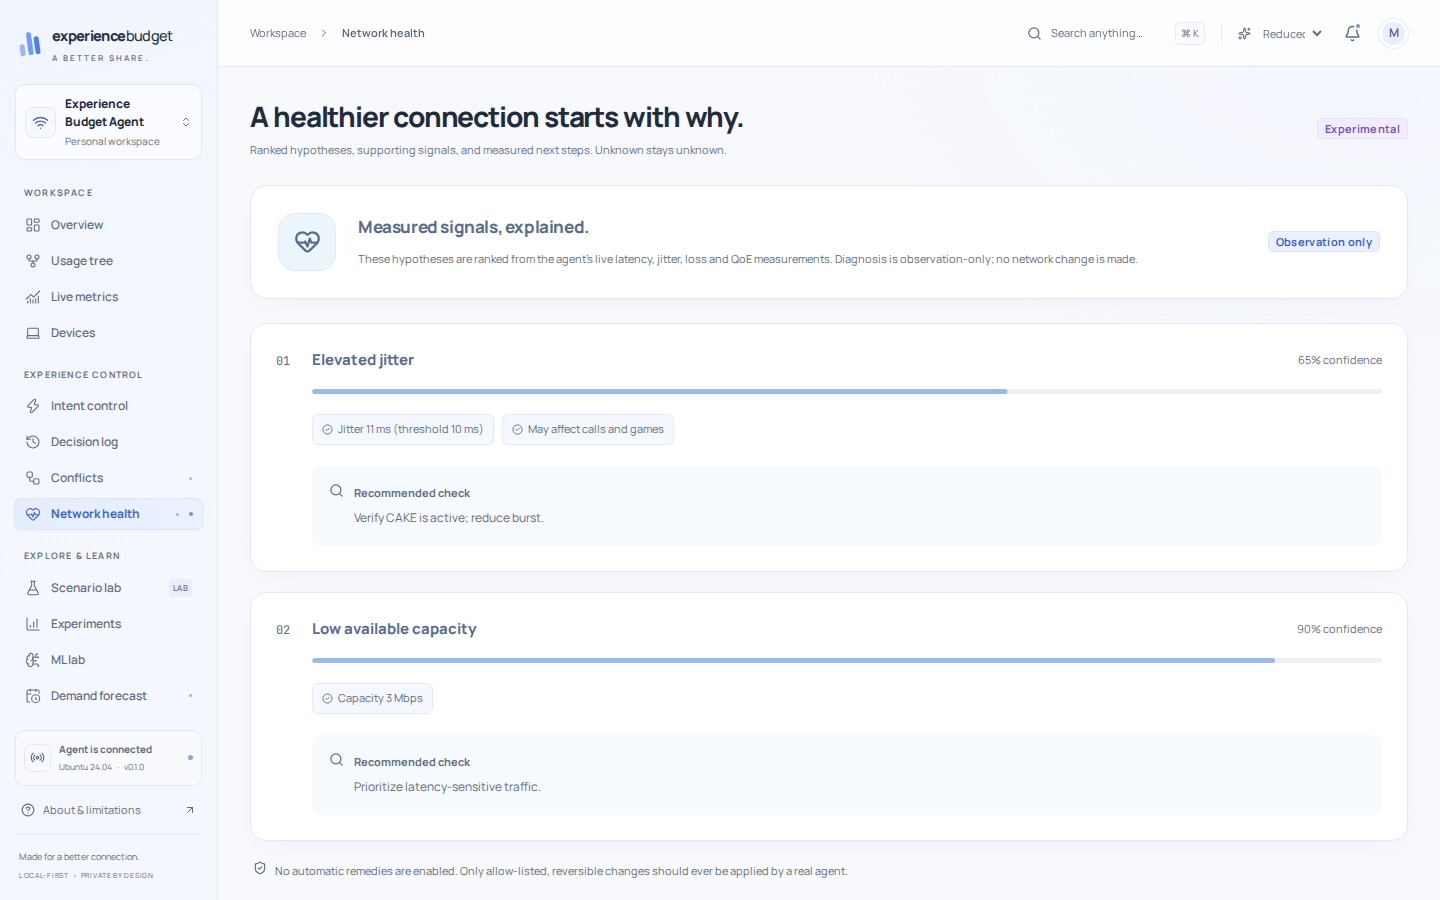 experiencebudget
A BETTER SHARE.
Experience
Budget Agent
Personal workspace
WORKSPACE
Overview
Usage tree
Live metrics
Devices
EXPERIENCE CONTROL
Intent control
Decision log
Conflicts
Network health
EXPLORE & LEARN
Scenario lab LAB
Experiments
ML lab
Demand forecast
Agent is connected
Ubuntu 24.04 · v0.1.0
About & limitations
Made for a better connection.
LOCAL-FIRST • PRIVATE BY DESIGN
Workspace > Network health
Search anything... ⌘ K
Reduced
M
A healthier connection starts with why.
Ranked hypotheses, supporting signals, and measured next steps. Unknown stays unknown.
Experimental
Measured signals, explained.
These hypotheses are ranked from the agent's live latency, jitter, loss and QoE measurements. Diagnosis is observation-only; no network change is made.
Observation only
01 Elevated jitter 65% confidence
Jitter 11 ms (threshold 10 ms) May affect calls and games
Recommended check
Verify CAKE is active; reduce burst.
02 Low available capacity 90% confidence
Capacity 3 Mbps
Recommended check
Prioritize latency-sensitive traffic.
No automatic remedies are enabled. Only allow-listed, reversible changes should ever be applied by a real agent.